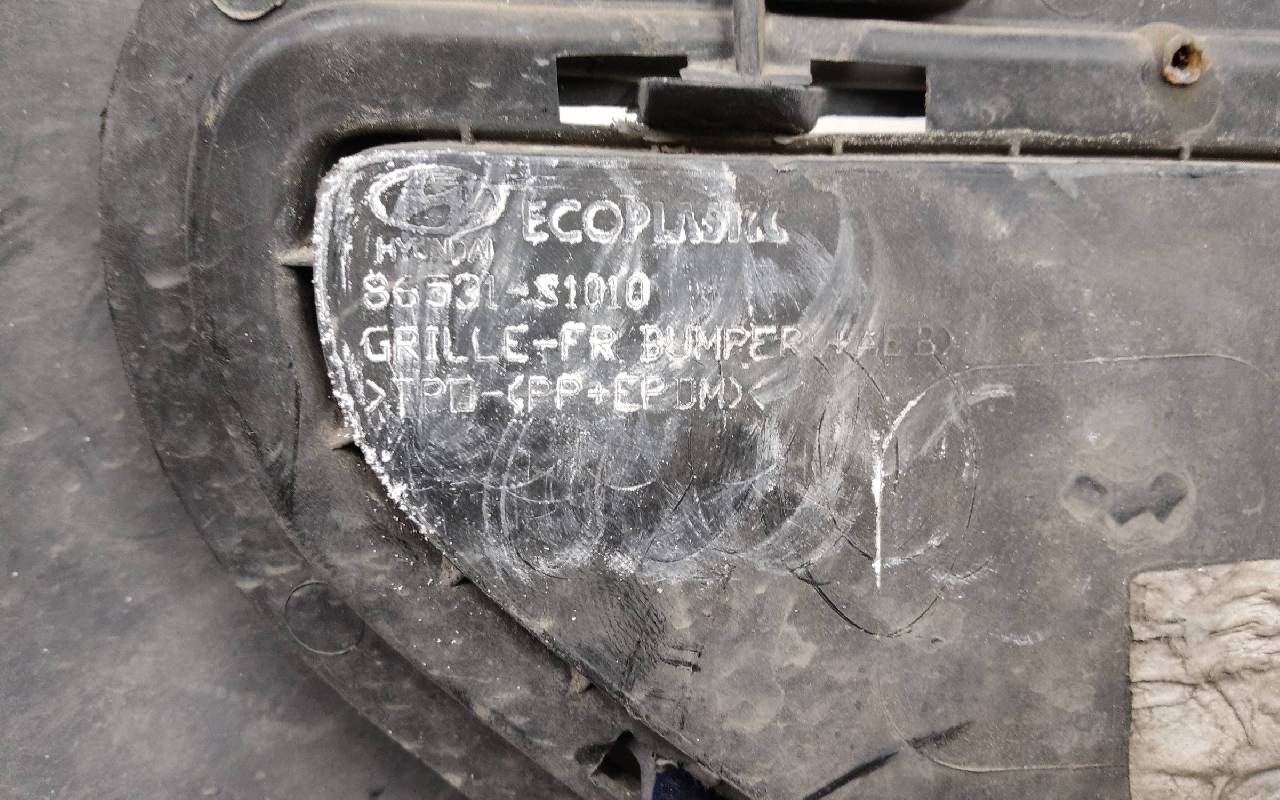 HYUNDAI
ECOPLASTIC
86531-S1010
GRILLE-FR BUMPER
>TPO-(PP+EPDM)<